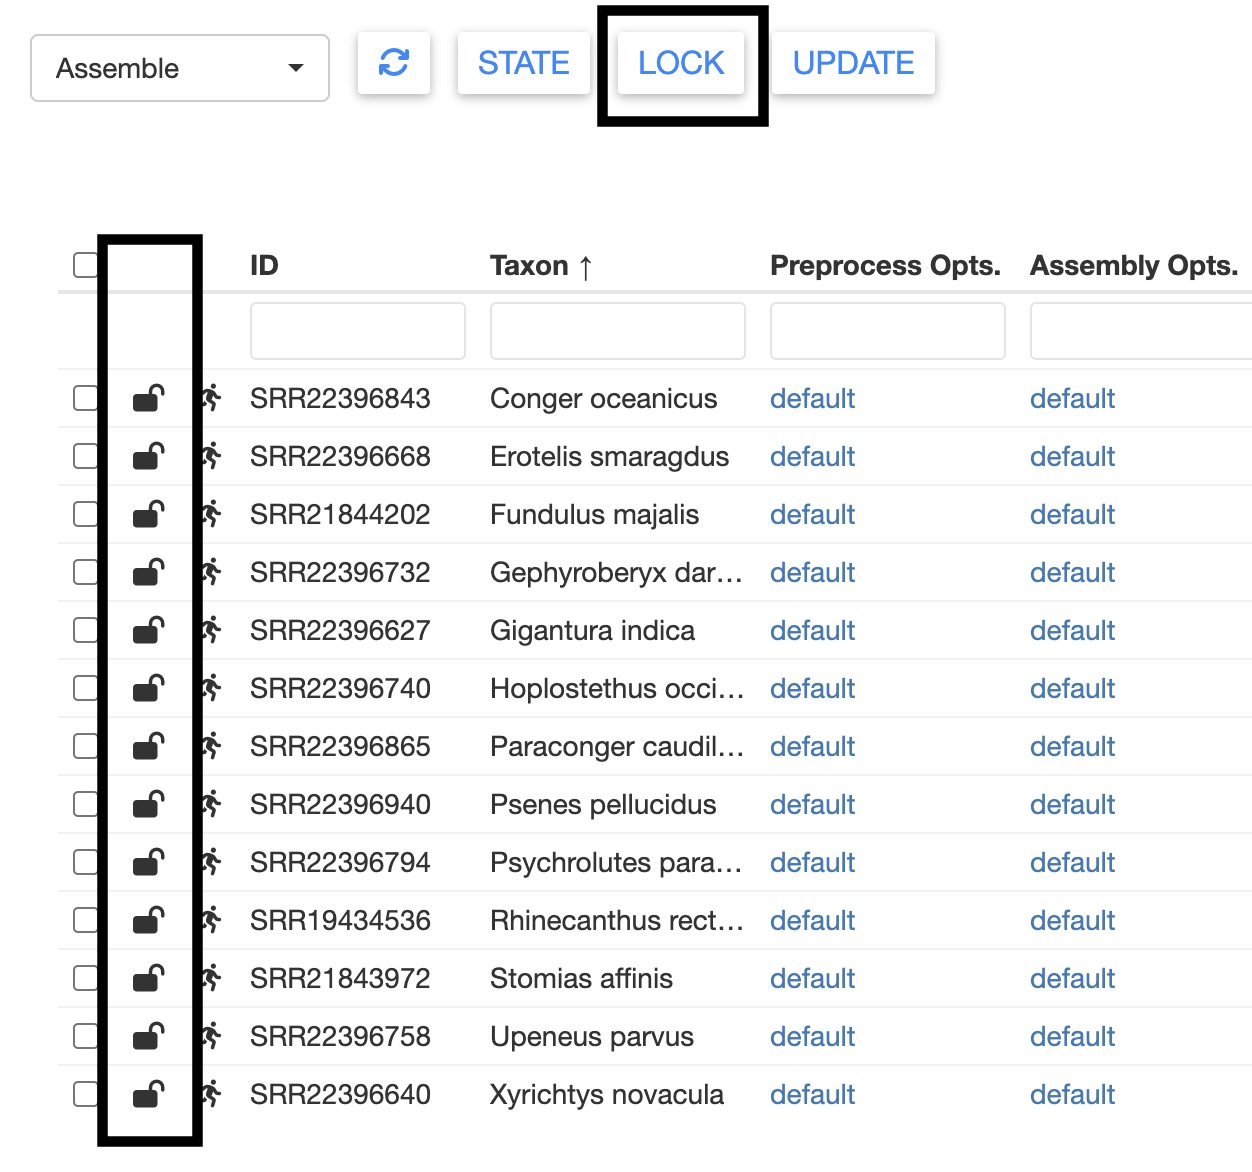 Assemble STATE LOCK UPDATE
ID Taxon ↑ Preprocess Opts. Assembly Opts.
SRR22396843 Conger oceanicus default default
SRR22396668 Erotelis smaragdus default default
SRR21844202 Fundulus majalis default default
SRR22396732 Gephyroberyx dar... default default
SRR22396627 Gigantura indica default default
SRR22396740 Hoplostethus occi... default default
SRR22396865 Paraconger caudil... default default
SRR22396940 Psenes pellucidus default default
SRR22396794 Psychrolutes para... default default
SRR19434536 Rhinecanthus rect... default default
SRR21843972 Stomias affinis default default
SRR22396758 Upeneus parvus default default
SRR22396640 Xyrichtys novacula default default